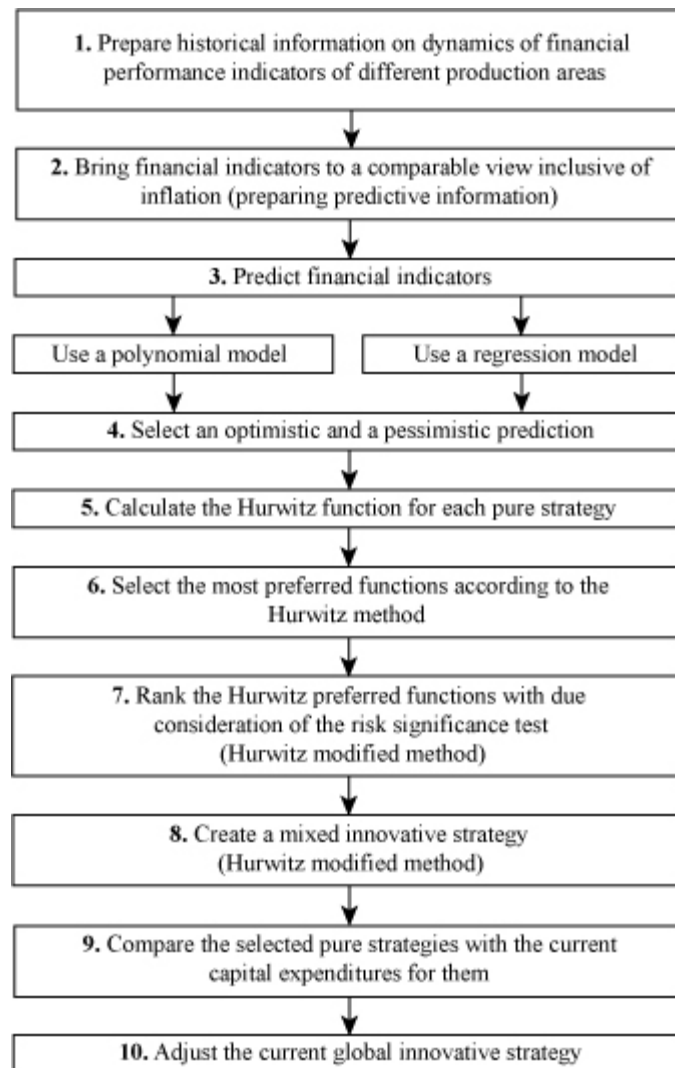 1. Prepare historical information on dynamics of financial
performance indicators of different production areas
2. Bring financial indicators to a comparable view inclusive of
inflation (preparing predictive information)
3. Predict financial indicators
Use a polynomial model
Use a regression model
4. Select an optimistic and a pessimistic prediction
5. Calculate the Hurwitz function for each pure strategy
6. Select the most preferred functions according to the
Hurwitz method
7. Rank the Hurwitz preferred functions with due
consideration of the risk significance test
(Hurwitz modified method)
8. Create a mixed innovative strategy
(Hurwitz modified method)
9. Compare the selected pure strategies with the current
capital expenditures for them
10. Adjust the current global innovative strategy